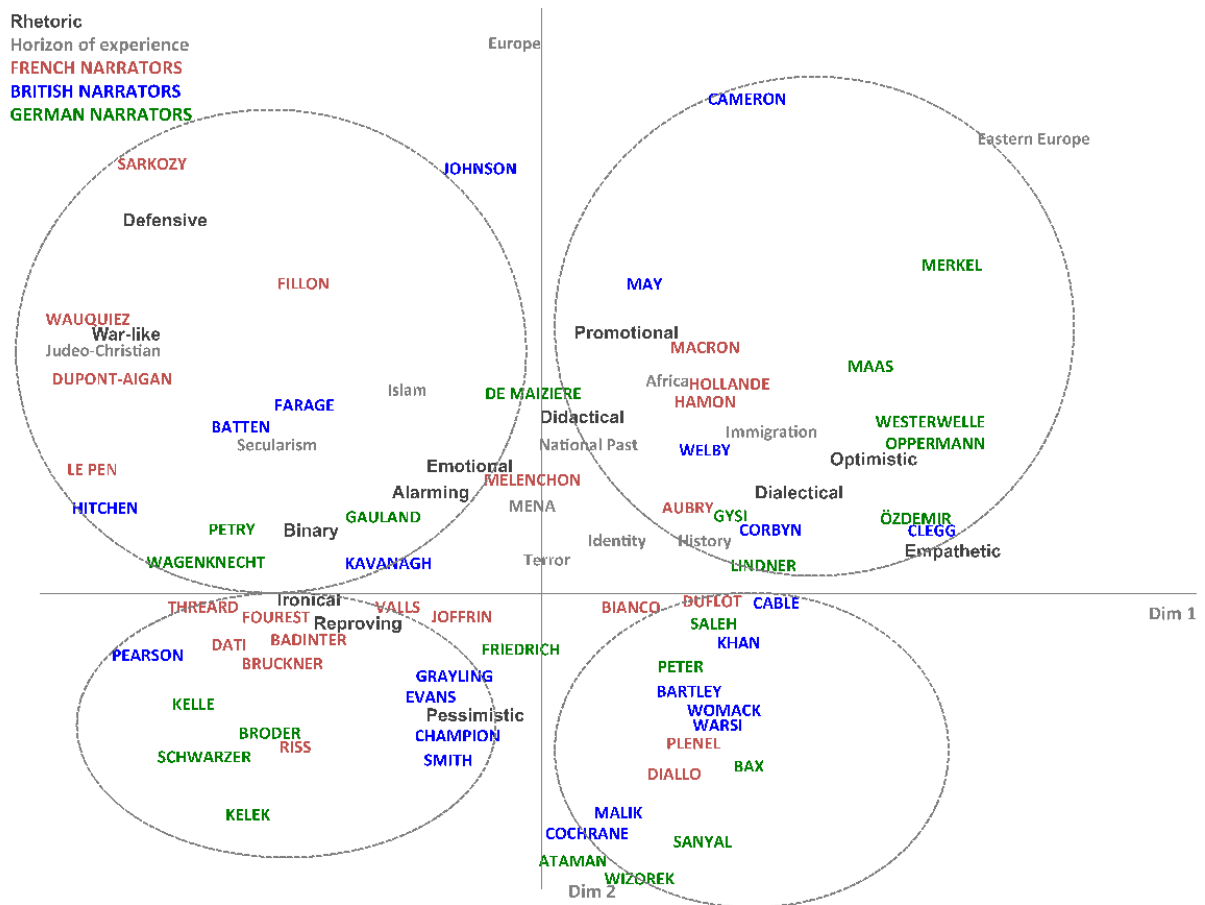 Rhetoric
Horizon of experience
FRENCH NARRATORS
BRITISH NARRATORS
GERMAN NARRATORS
Europe
CAMERON
Eastern Europe
SARKOZY
JOHNSON
Defensive
MERKEL
FILLON
MAY
WAUQUIEZ
War-like
Promotional
Judeo-Christian
MACRON
MAAS
DUPONT-AIGAN
Islam
DE MAIZIERE
Africa
HOLLANDE
HAMON
FARAGE
BATTEN
Didactical
WESTERWELLE
Secularism
National Past
Immigration
OPPERMANN
WELBY
Optimistic
LE PEN
Emotional
MELENCHON
Alarming
Dialectical
HITCHEN
MENA
AUBRY
GYSI
GAULAND
ÖZDEMIR
PETRY
Binary
CORBYN
CLEGG
Identity
History
Empathetic
WAGENKNECHT
KAVANAGH
Terror
LINDNER
Ironical
THREARD
VALLS
BIANCO
DUFLOT
CABLE
Dim 1
FOUREST
Reproving
JOFFRIN
SALEH
DATI
BADINTER
KHAN
PEARSON
BRUCKNER
FRIEDRICH
PETER
GRAYLING
EVANS
BARTLEY
KELLE
WOMACK
Pessimistic
WARSI
BRODER
CHAMPION
PLENEL
RISS
SCHWARZER
SMITH
BAX
DIALLO
KELEK
MALIK
COCHRANE
SANYAL
ATAMAN
WIZOREK
Dim 2